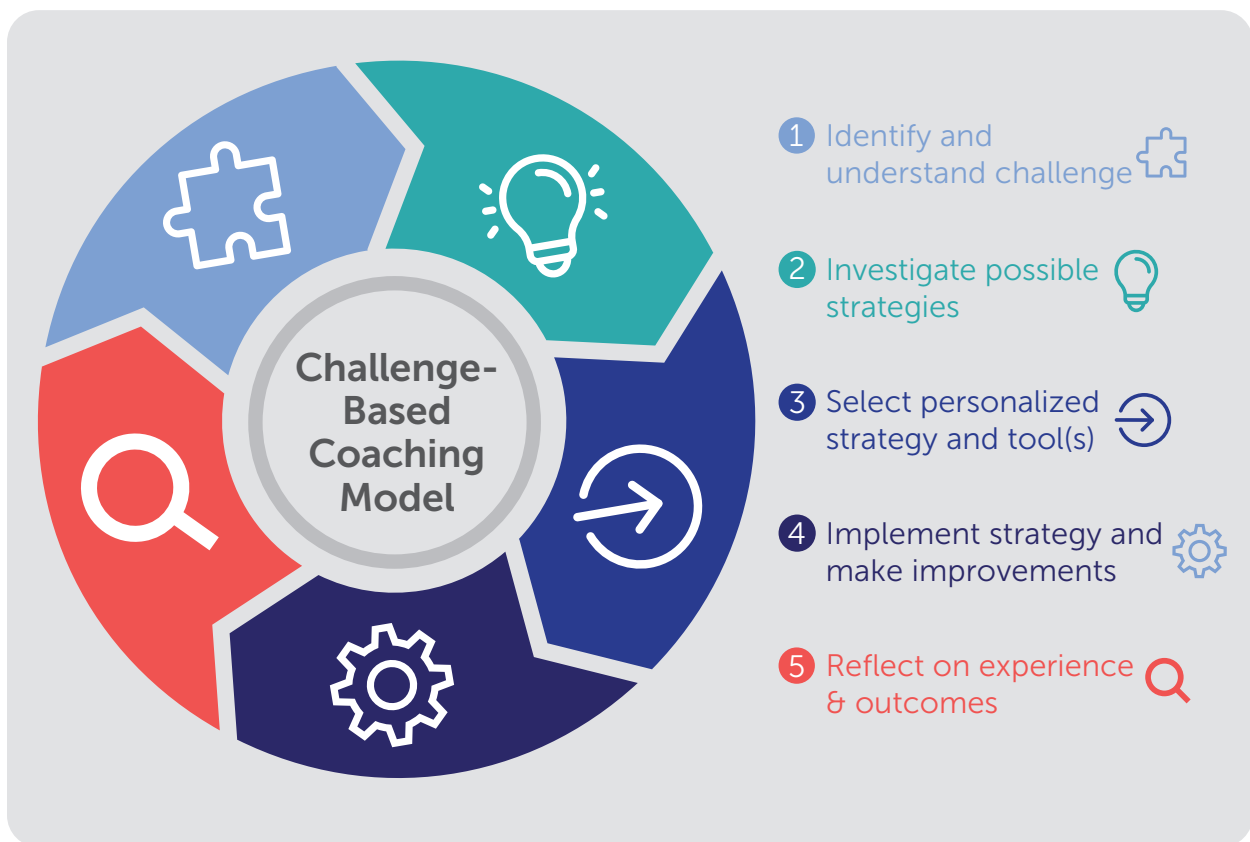 Challenge-
Based
Coaching
Model
1 Identify and
understand challenge
2 Investigate possible
strategies
3 Select personalized
strategy and tool(s)
4 Implement strategy and
make improvements
5 Reflect on experience
& outcomes